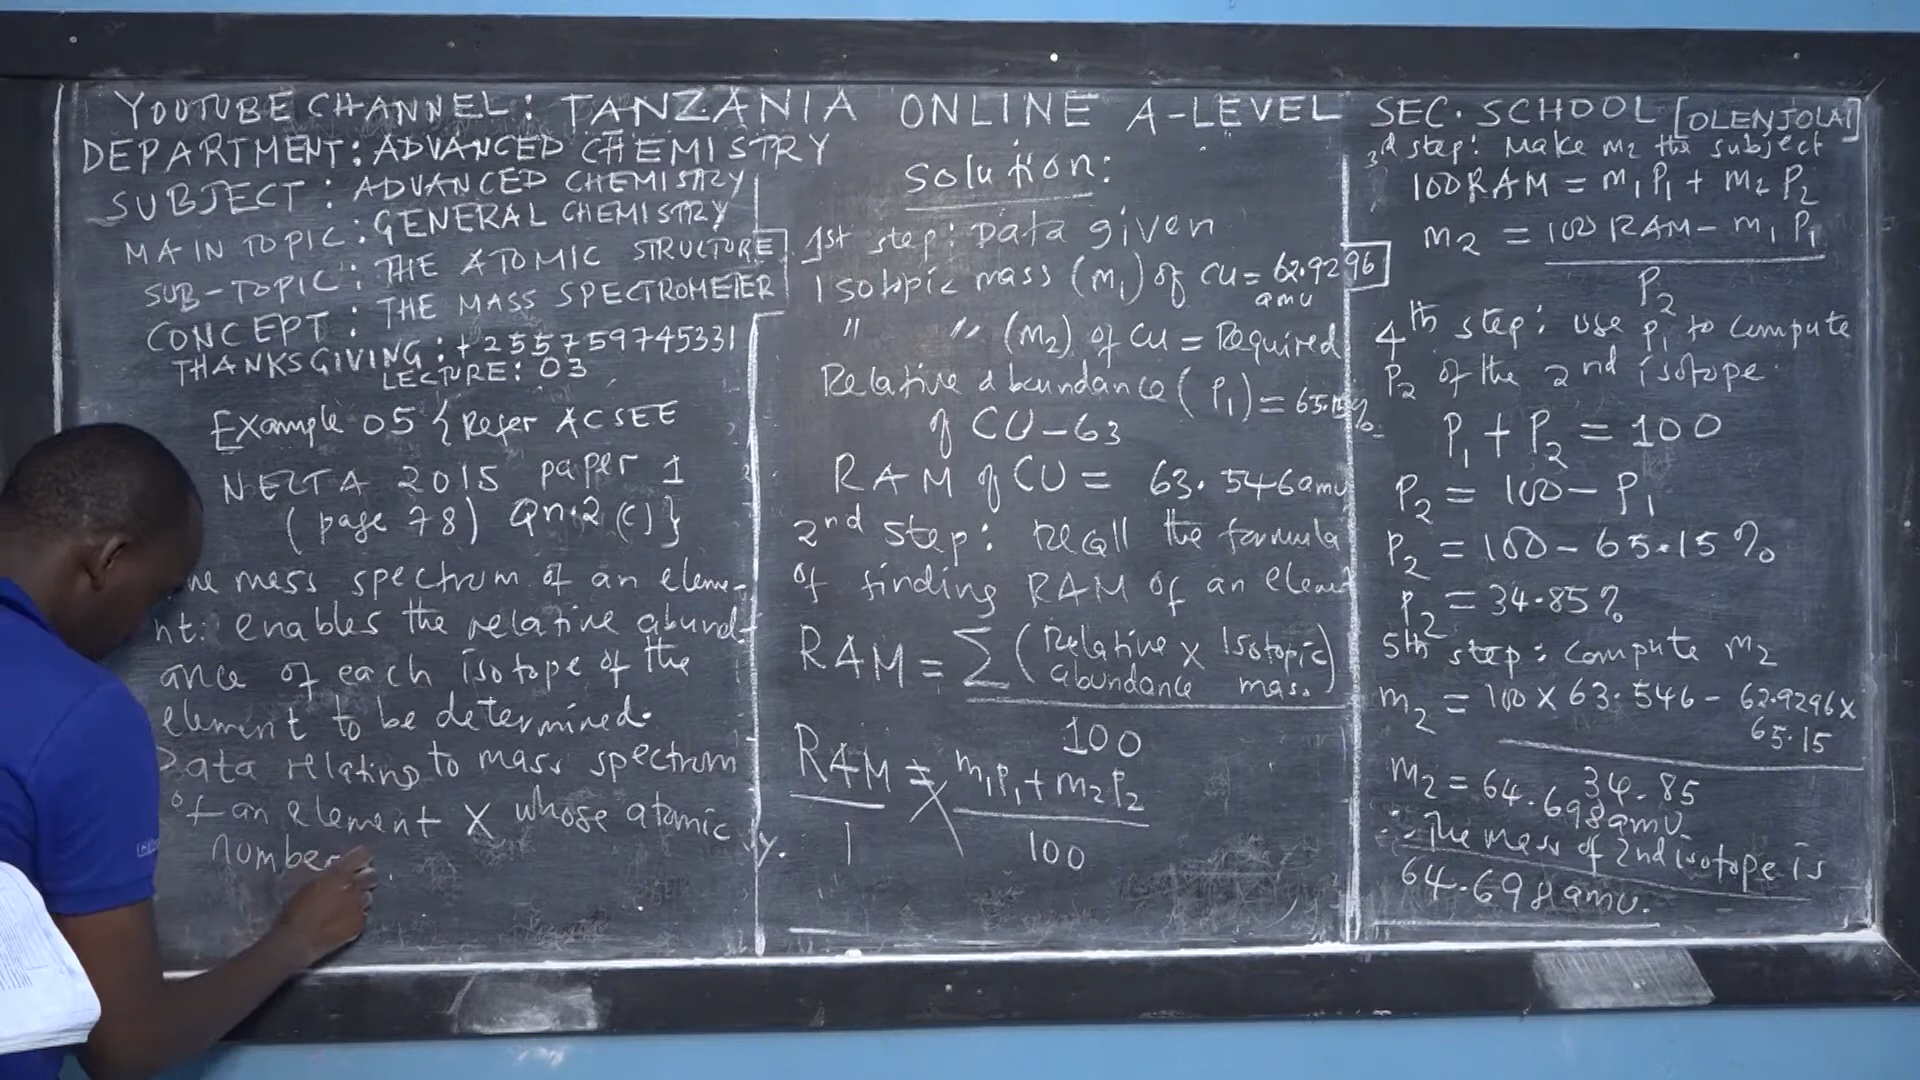 YOUTUBE CHANNEL: TANZANIA ONLINE A-LEVEL SEC. SCHOOL [OLENJOLAI]
DEPARTMENT: ADVANCED CHEMISTRY
SUBJECT: ADVANCED CHEMISTRY
MAIN TOPIC: GENERAL CHEMISTRY
SUB-TOPIC: THE ATOMIC STRUCTURE
CONCEPT: THE MASS SPECTROMETER
THANKSGIVING: +255759745331
LECTURE: 03
Example 05 { Refer ACSEE
NECTA 2015 paper 1
(page 78) Qn.2 (c) }
mass spectrum of an eleme-
nt: enables the relative abund-
ance of each isotope of the
element to be determined.
Data relating to mass spectrum
of an element X whose atomic
number
Solution:
1st step: Data given
Isotopic mass (m1) of CU = 62.9296
amu
" " (m2) of CU = Required
Relative abundance (P1) = 65.15%
of CU-63
RAM of CU = 63.546amu
2nd step: Recall the formula
of finding RAM of an element
RAM = ∑ (Relative abundance × Isotopic mass)
100
RAM = m1P1 + m2P2
1 100
3rd step: Make m2 the subject
100RAM = m1P1 + m2P2
m2 = 100RAM - m1P1
P2
4th step: use P1 to compute
P2 of the 2nd isotope.
P1 + P2 = 100
P2 = 100 - P1
P2 = 100 - 65.15%
P2 = 34.85%
5th step: compute m2
m2 = 100 × 63.546 - 62.9296 ×
65.15
34.85
m2 = 64.698amu
∴ The mass of 2nd isotope is
64.698amu.